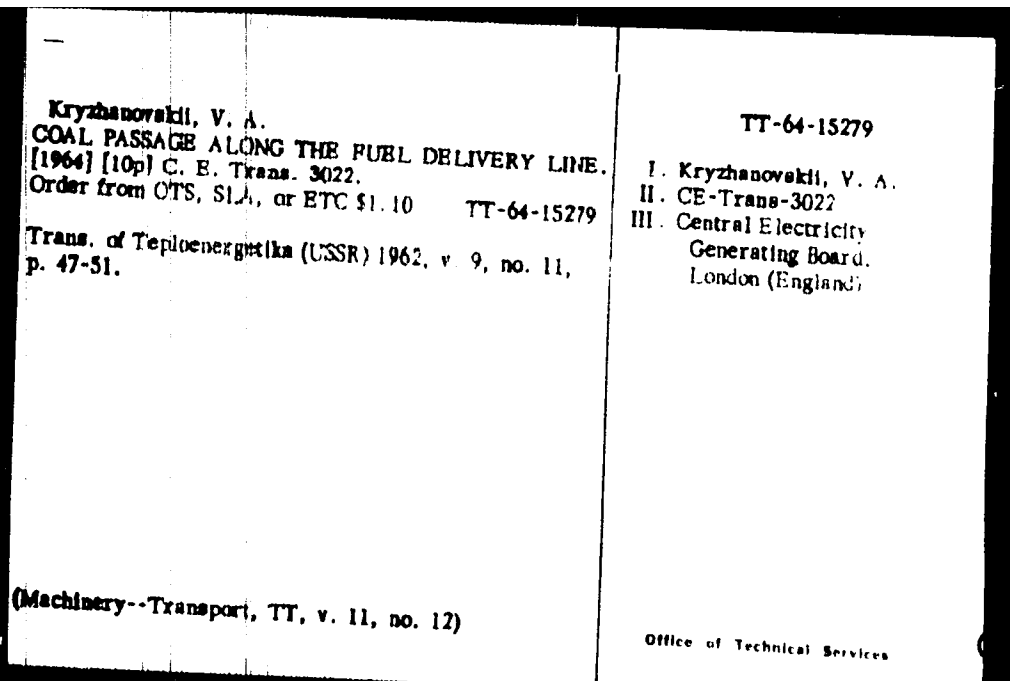 Kryzhanovskii, V. A.
COAL PASSAGE ALONG THE FUEL DELIVERY LINE.
[1964] [10p] C. E. Trans. 3022.
Order from OTS, SLA, or ETC $1.10 TT-64-15279
Trans. of Teploenergetika (USSR) 1962, v. 9, no. 11,
p. 47-51.
(Machinery--Transport, TT, v. 11, no. 12)
TT-64-15279
I. Kryzhanovskii, V. A.
II. CE-Trans-3022
III. Central Electricity
Generating Board.
London (England)
Office of Technical Services